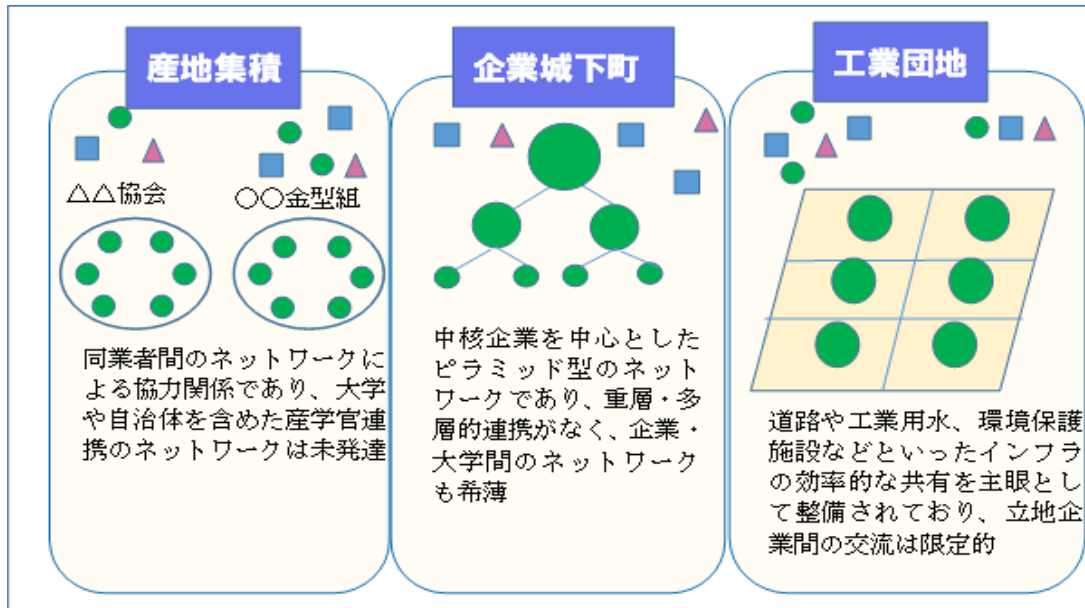 産地集積
△△協会
○○金型組
同業者間のネットワークに
よる協力関係であり、大学
や自治体を含めた産学官連
携のネットワークは未発達
企業城下町
中核企業を中心とした
ピラミッド型のネット
ワークであり、重層・多
層的連携がなく、企業・
大学間のネットワーク
も希薄
工業団地
道路や工業用水、環境保護
施設などといったインフラ
の効率的な共有を主眼とし
て整備されており、立地企
業間の交流は限定的